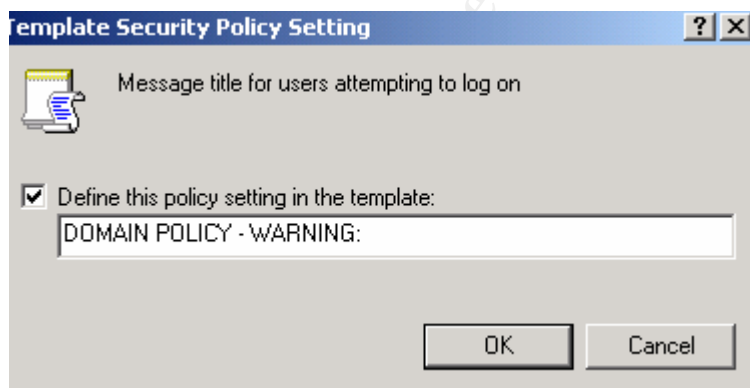 Template Security Policy Setting
Message title for users attempting to log on
Define this policy setting in the template:
DOMAIN POLICY - WARNING:
OK Cancel